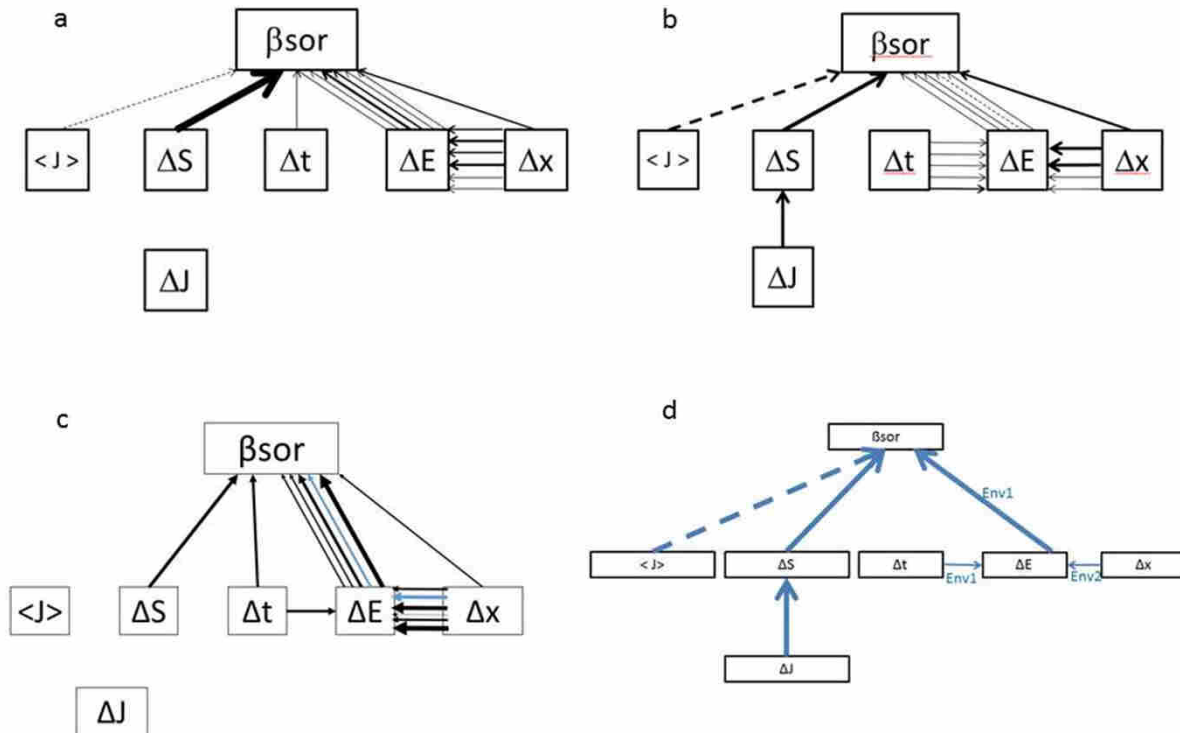 a
βsor
< J >
ΔS
Δt
ΔE
Δx
ΔJ
b
βsor
< J >
ΔS
Δt
ΔE
Δx
ΔJ
c
βsor
<J>
ΔS
Δt
ΔE
Δx
ΔJ
d
βsor
Env1
< J>
ΔS
Δt
Env1
ΔE
Env2
Δx
ΔJ